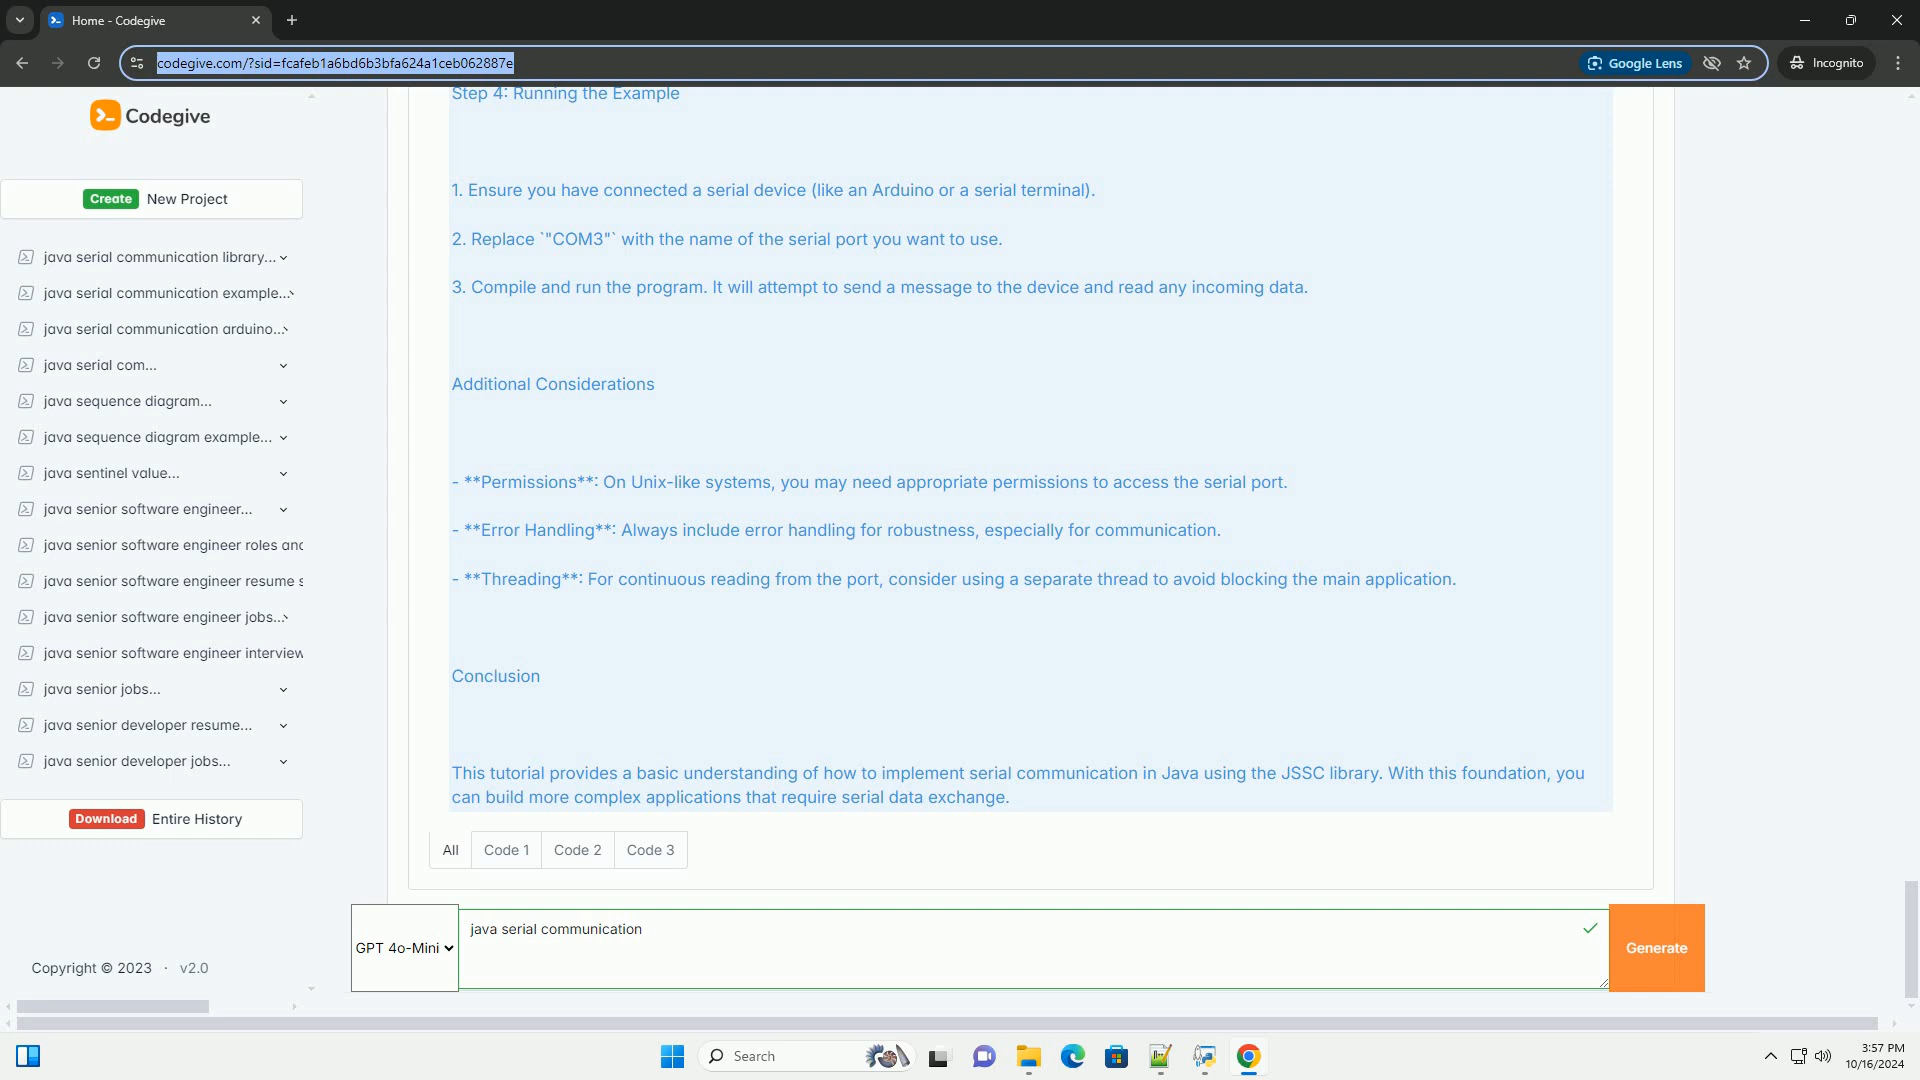 Home - Codegive
codegive.com/?sid=fcafeb1a6bd6b3bfa624a1ceb062887e
Google Lens
Incognito
Codegive
Create New Project
java serial communication library...
java serial communication example...
java serial communication arduino...
java serial com...
java sequence diagram...
java sequence diagram example...
java sentinel value...
java senior software engineer...
java senior software engineer roles and
java senior software engineer resume s
java senior software engineer jobs...
java senior software engineer interview
java senior jobs...
java senior developer resume...
java senior developer jobs...
Download Entire History
Copyright © 2023 · v2.0
Step 4: Running the Example
1. Ensure you have connected a serial device (like an Arduino or a serial terminal).
2. Replace `"COM3"` with the name of the serial port you want to use.
3. Compile and run the program. It will attempt to send a message to the device and read any incoming data.
Additional Considerations
- **Permissions**: On Unix-like systems, you may need appropriate permissions to access the serial port.
- **Error Handling**: Always include error handling for robustness, especially for communication.
- **Threading**: For continuous reading from the port, consider using a separate thread to avoid blocking the main application.
Conclusion
This tutorial provides a basic understanding of how to implement serial communication in Java using the JSSC library. With this foundation, you
can build more complex applications that require serial data exchange.
All Code 1 Code 2 Code 3
GPT 4o-Mini
java serial communication
Generate
Search
3:57 PM
10/16/2024